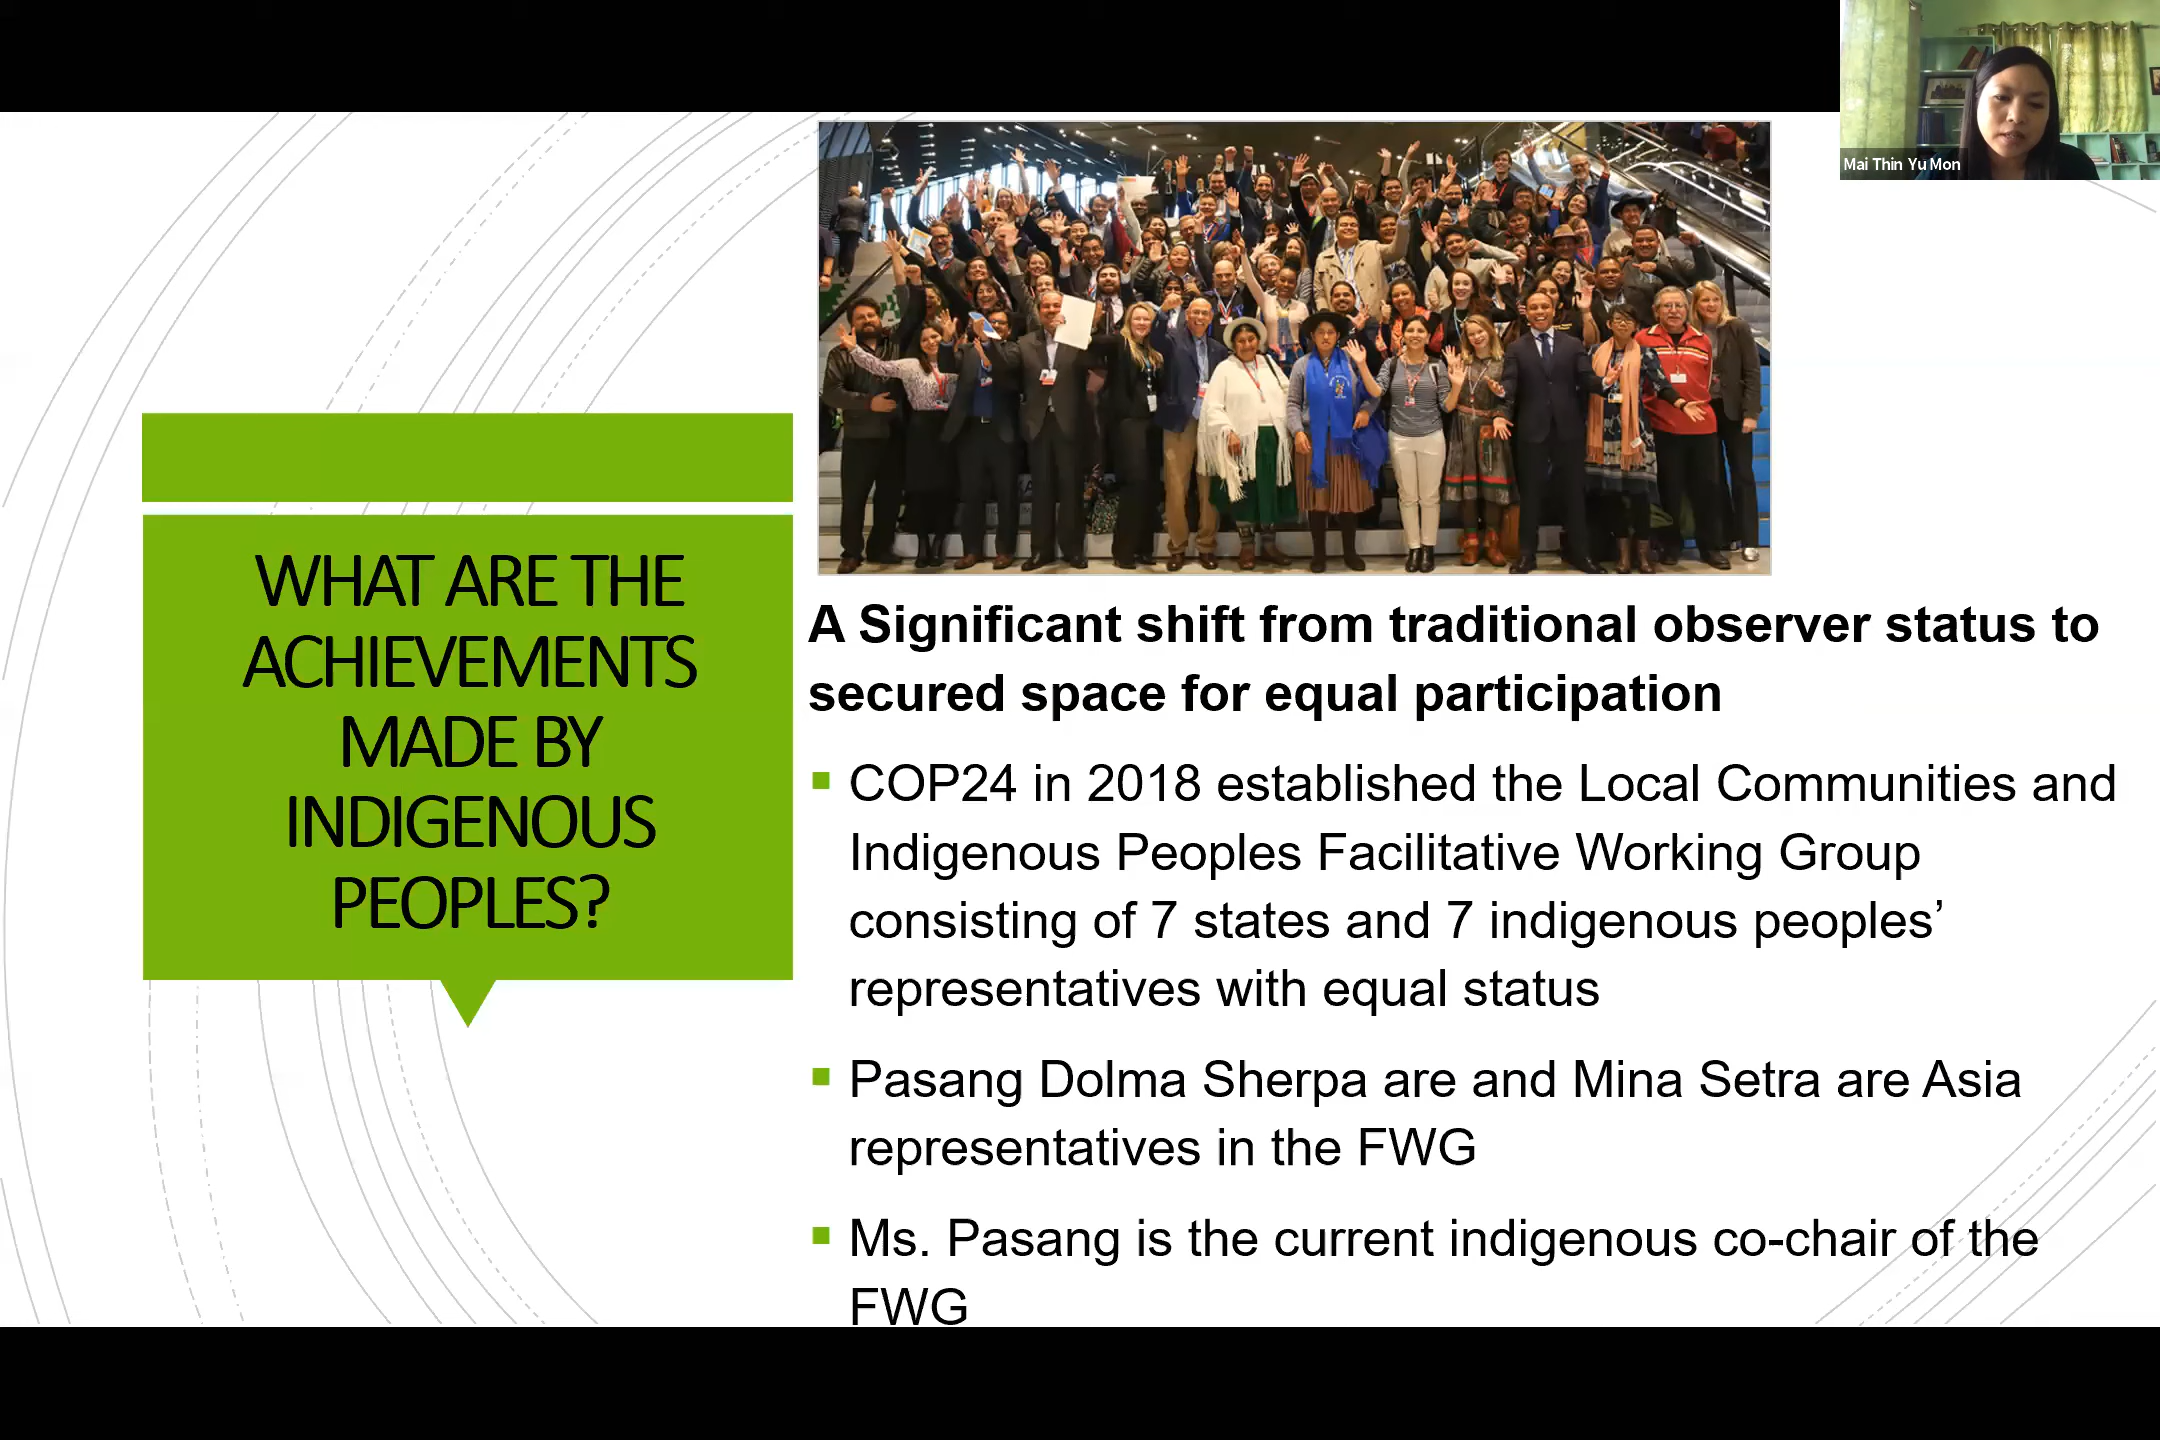 Mai Thin Yu Mon
WHAT ARE THE
ACHIEVEMENTS
MADE BY
INDIGENOUS
PEOPLES?
A Significant shift from traditional observer status to
secured space for equal participation
COP24 in 2018 established the Local Communities and
Indigenous Peoples Facilitative Working Group
consisting of 7 states and 7 indigenous peoples’
representatives with equal status
Pasang Dolma Sherpa are and Mina Setra are Asia
representatives in the FWG
Ms. Pasang is the current indigenous co-chair of the
FWG